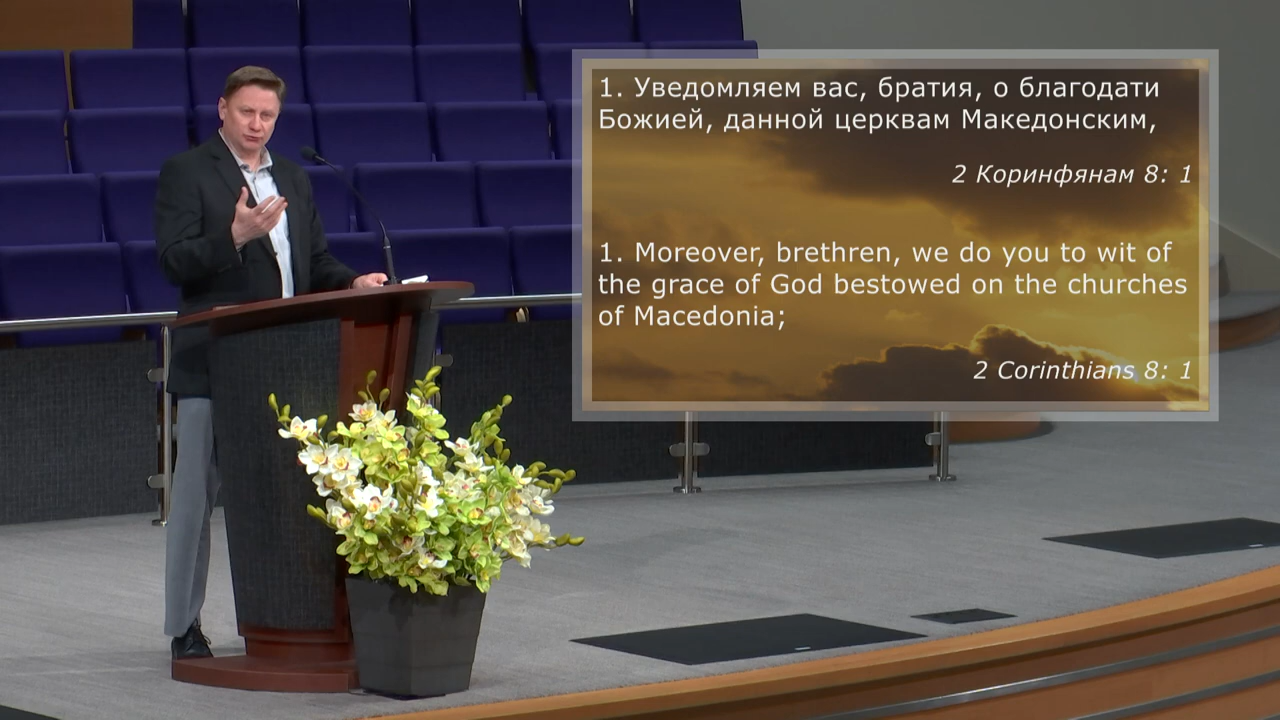 1. Уведомляем вас, братия, о благодати
Божией, данной церквам Македонским,
2 Коринфянам 8: 1
1. Moreover, brethren, we do you to wit of
the grace of God bestowed on the churches
of Macedonia;
2 Corinthians 8: 1